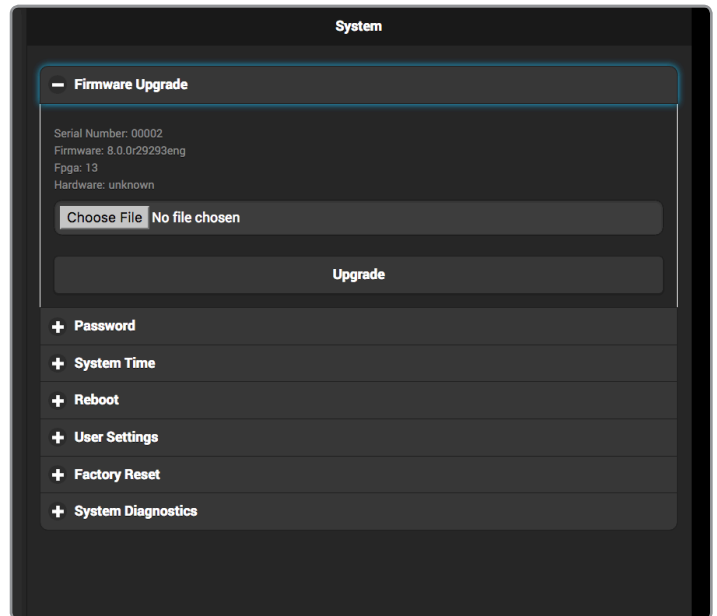 System
Firmware Upgrade
Serial Number: 00002
Firmware: 8.0.0r29293eng
Fpga: 13
Hardware: unknown
Choose File No file chosen
Upgrade
Password
System Time
Reboot
User Settings
Factory Reset
System Diagnostics